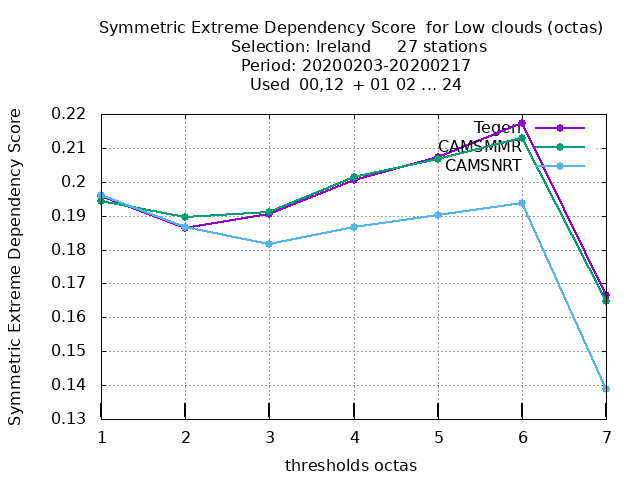 Symmetric Extreme Dependency Score  for Low clouds (octas)
Selection: Ireland     27 stations
Period: 20200203-20200217
Used  00,12  + 01 02 ... 24
Symmetric Extreme Dependency Score
0.22
0.21
0.2
0.19
0.18
0.17
0.16
0.15
0.14
0.13
Tegen
CAMSMMR
CAMSNRT
1 2 3 4 5 6 7
thresholds octas